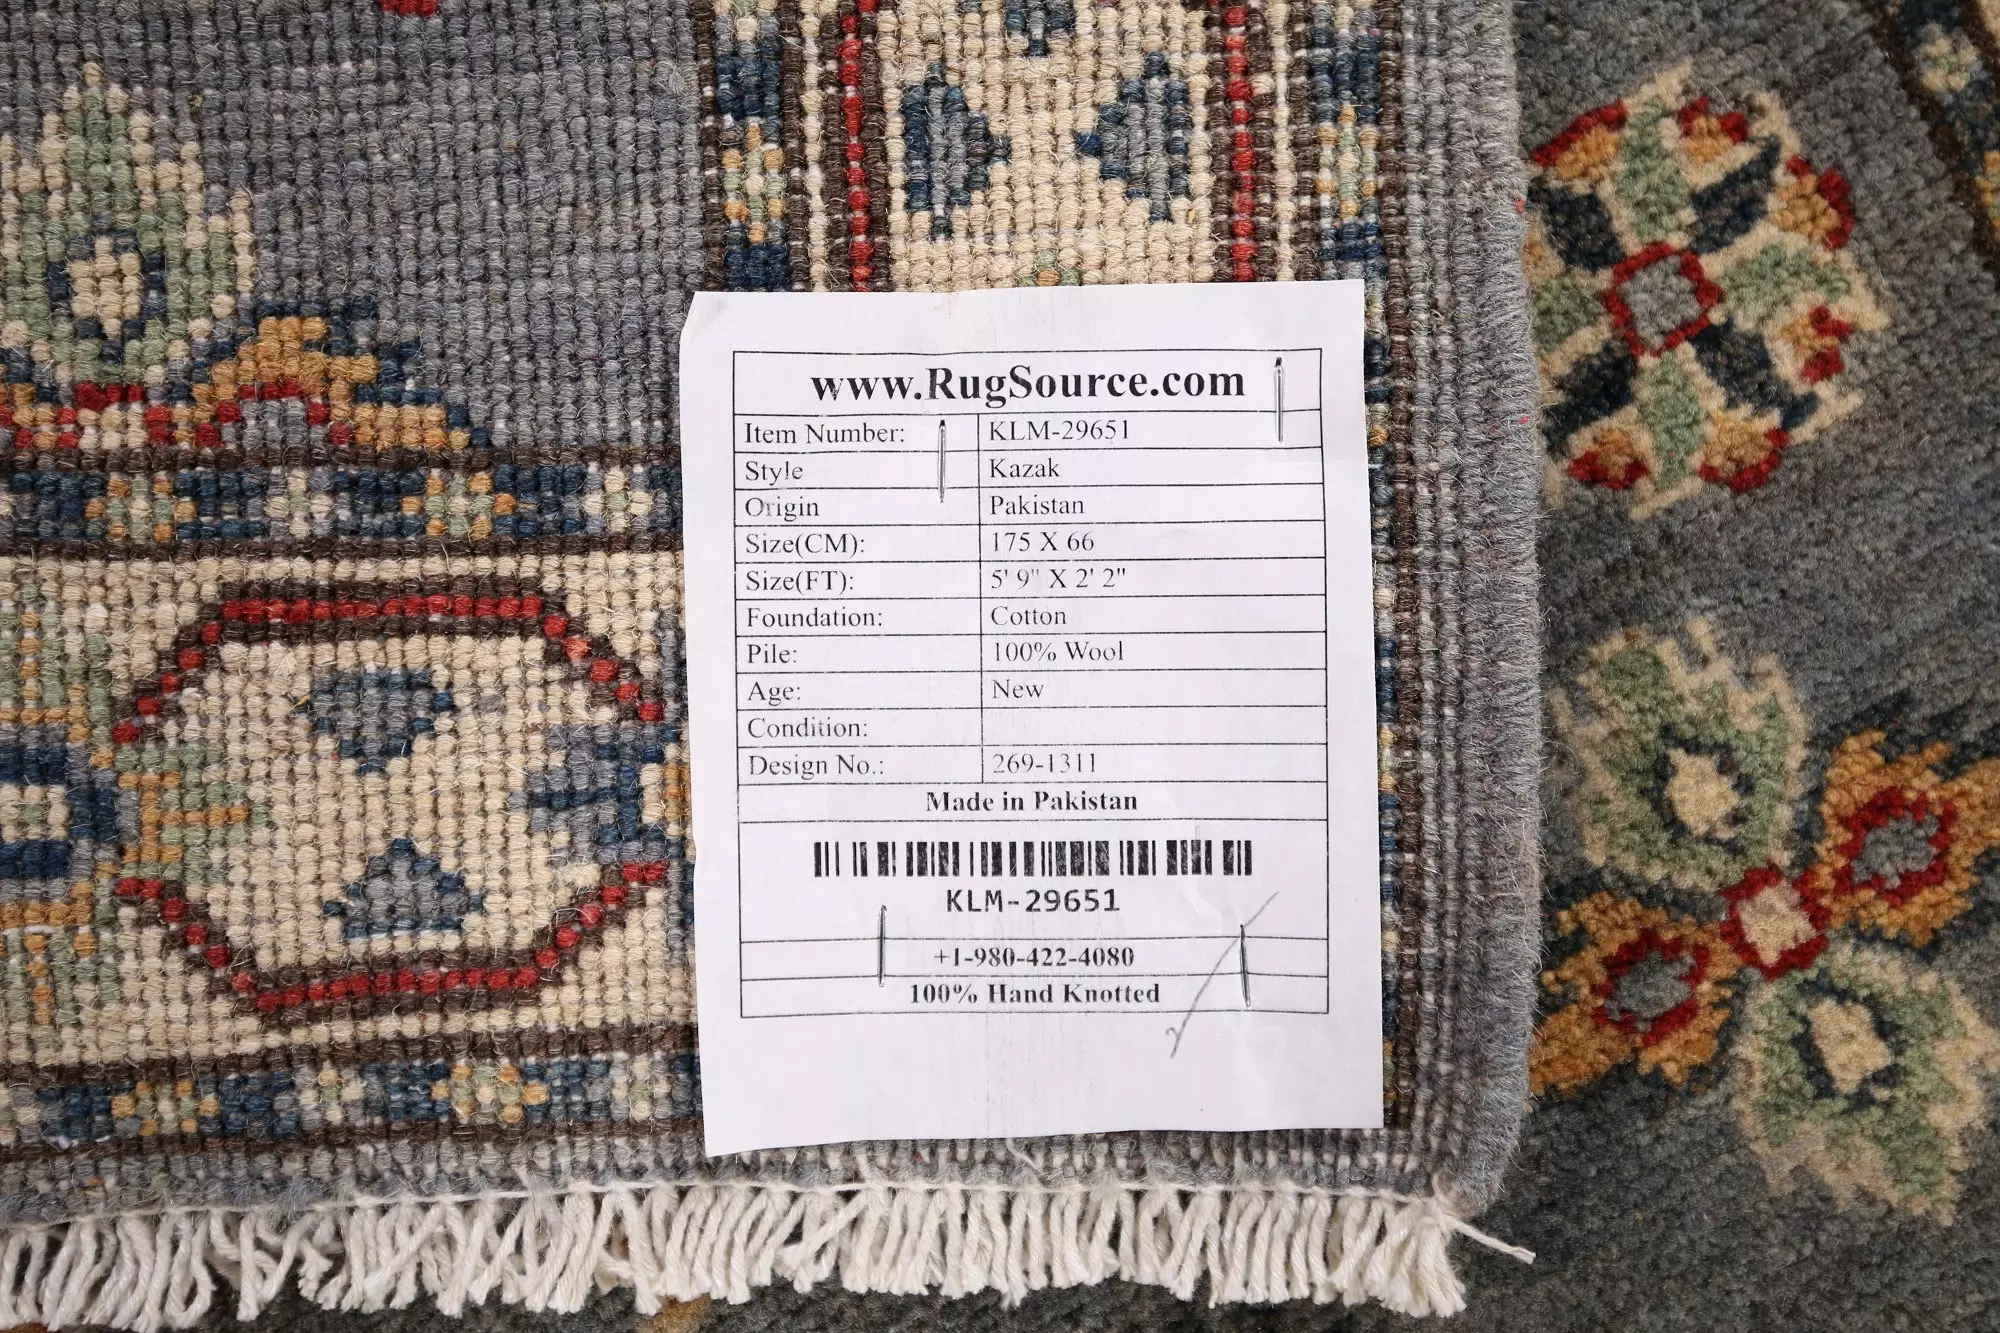 www.RugSource.com
Item Number: KLM-29651
Style Kazak
Origin Pakistan
Size(CM): 175 X 66
Size(FT): 5' 9" X 2' 2"
Foundation: Cotton
Pile: 100% Wool
Age: New
Condition:
Design No.: 269-1311
Made in Pakistan
KLM-29651
+1-980-422-4080
100% Hand Knotted